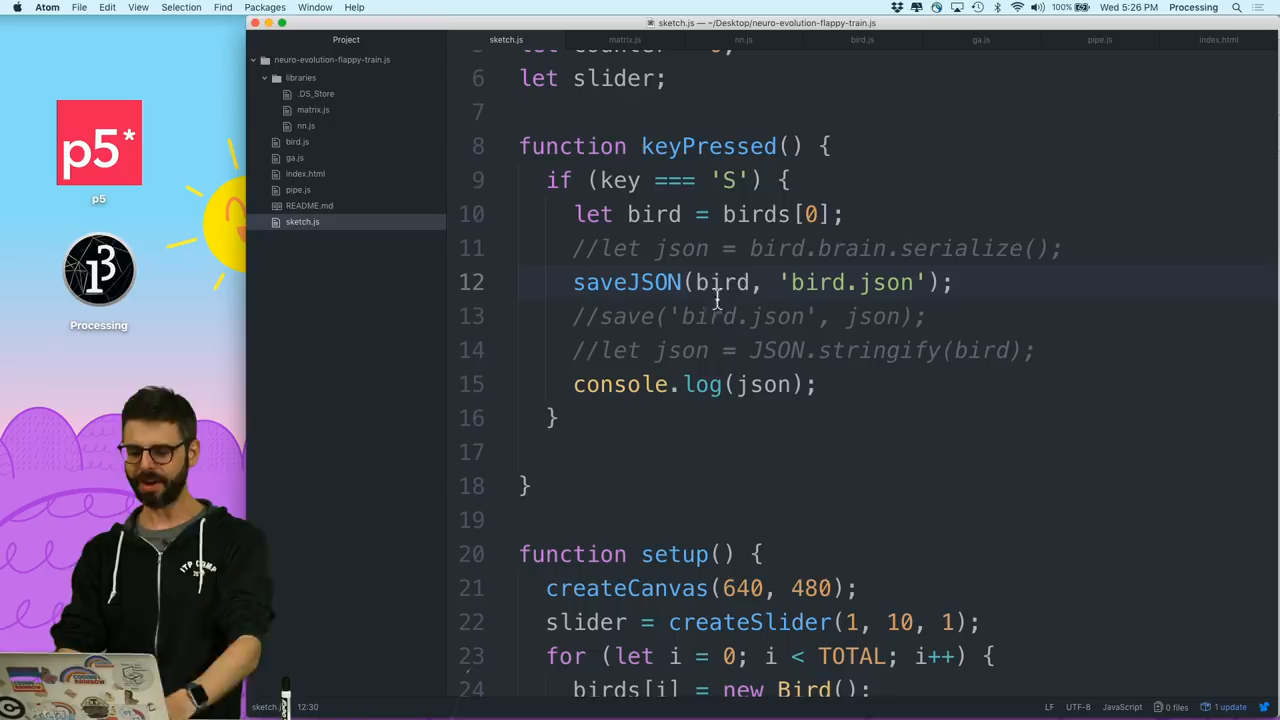 Atom File Edit View Selection Find Packages Window Help
100% Wed 5:26 PM Processing
sketch.js — ~/Desktop/neuro-evolution-flappy-train.js
Project
sketch.js matrix.js nn.js bird.js ga.js pipe.js index.html
neuro-evolution-flappy-train.js
libraries
.DS_Store
matrix.js
nn.js
bird.js
ga.js
index.html
pipe.js
README.md
sketch.js
p5*
p5
Processing
6 let slider;
7
8 function keyPressed() {
9 if (key === 'S') {
10 let bird = birds[0];
11 //let json = bird.brain.serialize();
12 saveJSON(bird, 'bird.json');
13 //save('bird.json', json);
14 //let json = JSON.stringify(bird);
15 console.log(json);
16 }
17
18 }
19
20 function setup() {
21 createCanvas(640, 480);
22 slider = createSlider(1, 10, 1);
23 for (let i = 0; i < TOTAL; i++) {
24 birds[i] = new Bird();
ITP CAMP
CODING RAINBOW
sketch.js 12:30
LF UTF-8 JavaScript 0 files 1 update